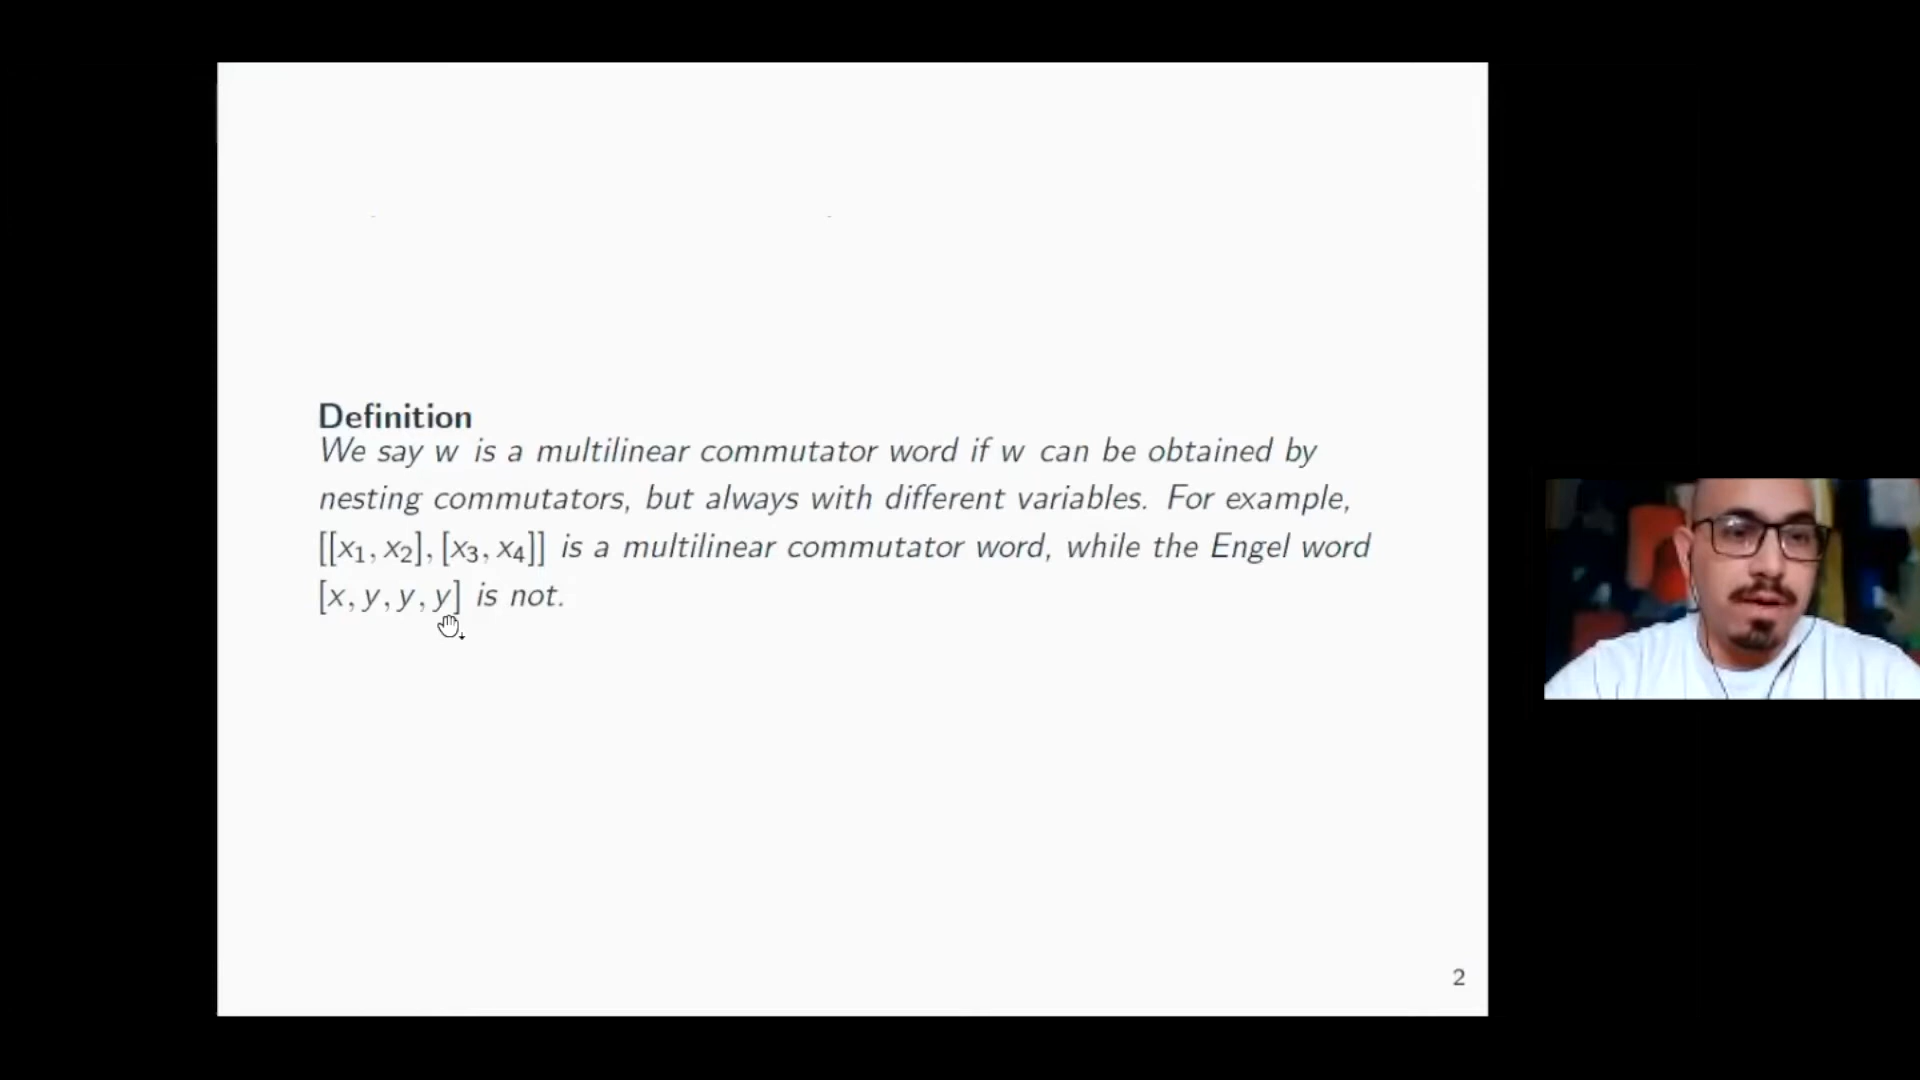 Definition
We say w is a multilinear commutator word if w can be obtained by
nesting commutators, but always with different variables. For example,
[[x₁, x₂], [x₃, x₄]] is a multilinear commutator word, while the Engel word
[x, y, y, y] is not.
2